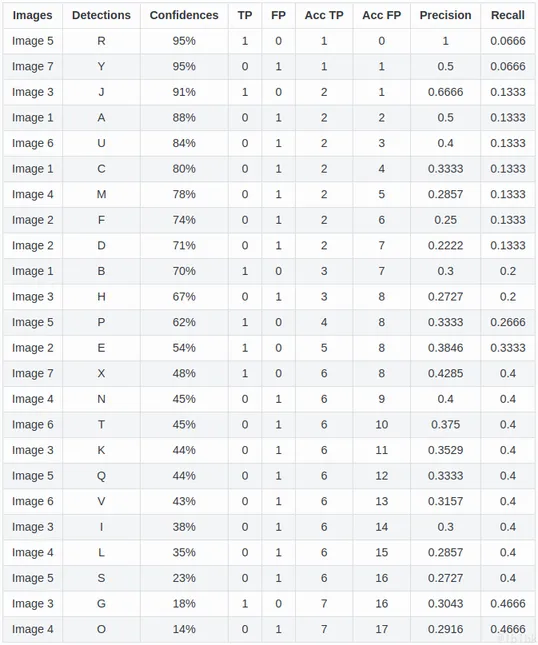 Images Detections Confidences TP FP Acc TP Acc FP Precision Recall
Image 5 R 95% 1 0 1 0 1 0.0666
Image 7 Y 95% 0 1 1 1 0.5 0.0666
Image 3 J 91% 1 0 2 1 0.6666 0.1333
Image 1 A 88% 0 1 2 2 0.5 0.1333
Image 6 U 84% 0 1 2 3 0.4 0.1333
Image 1 C 80% 0 1 2 4 0.3333 0.1333
Image 4 M 78% 0 1 2 5 0.2857 0.1333
Image 2 F 74% 0 1 2 6 0.25 0.1333
Image 2 D 71% 0 1 2 7 0.2222 0.1333
Image 1 B 70% 1 0 3 7 0.3 0.2
Image 3 H 67% 0 1 3 8 0.2727 0.2
Image 5 P 62% 1 0 4 8 0.3333 0.2666
Image 2 E 54% 1 0 5 8 0.3846 0.3333
Image 7 X 48% 1 0 6 8 0.4285 0.4
Image 4 N 45% 0 1 6 9 0.4 0.4
Image 6 T 45% 0 1 6 10 0.375 0.4
Image 3 K 44% 0 1 6 11 0.3529 0.4
Image 5 Q 44% 0 1 6 12 0.3333 0.4
Image 6 V 43% 0 1 6 13 0.3157 0.4
Image 3 I 38% 0 1 6 14 0.3 0.4
Image 4 L 35% 0 1 6 15 0.2857 0.4
Image 5 S 23% 0 1 6 16 0.2727 0.4
Image 3 G 18% 1 0 7 16 0.3043 0.4666
Image 4 O 14% 0 1 7 17 0.2916 0.4666